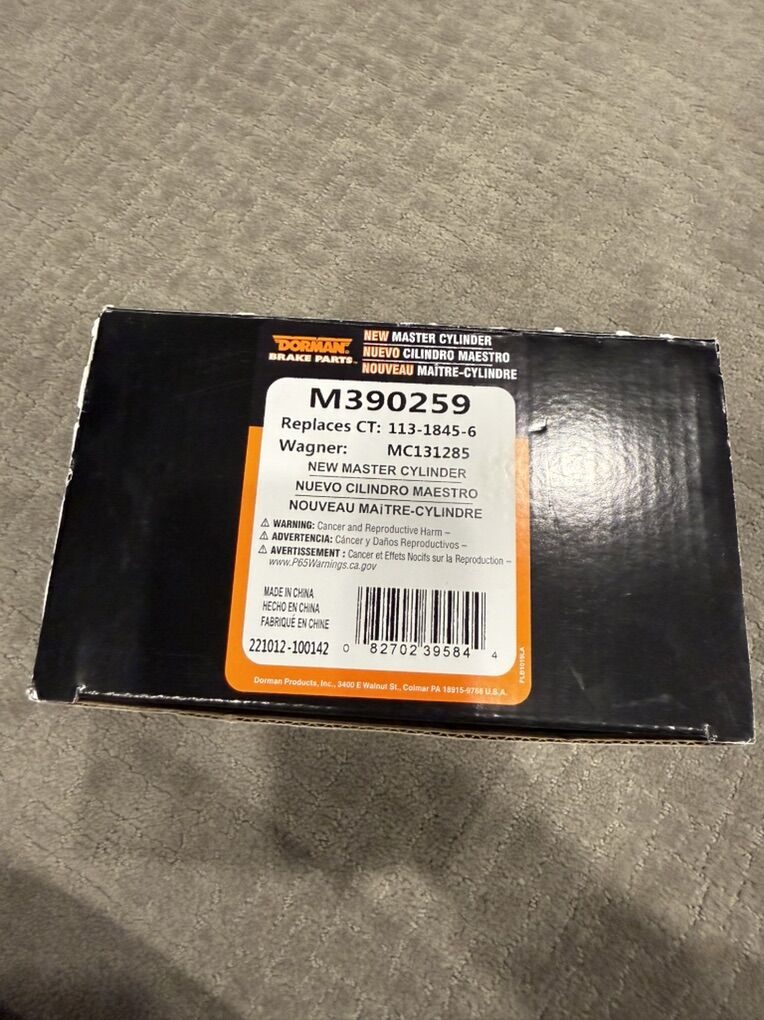 DORMAN®
BRAKE PARTS™
NEW MASTER CYLINDER
NUEVO CILINDRO MAESTRO
NOUVEAU MAÎTRE-CYLINDRE
M390259
Replaces CT: 113-1845-6
Wagner: MC131285
NEW MASTER CYLINDER
NUEVO CILINDRO MAESTRO
NOUVEAU MAÎTRE-CYLINDRE
⚠ WARNING: Cancer and Reproductive Harm –
⚠ ADVERTENCIA: Cáncer y Daños Reproductivos –
⚠ AVERTISSEMENT : Cancer et Effets Nocifs sur la Reproduction –
www.P65Warnings.ca.gov
MADE IN CHINA
HECHO EN CHINA
FABRIQUÉ EN CHINE
221012-100142
0 82702 39584 4
Dorman Products, Inc., 3400 E Walnut St., Colmar PA 18915-9768 U.S.A.
PLB1015LA